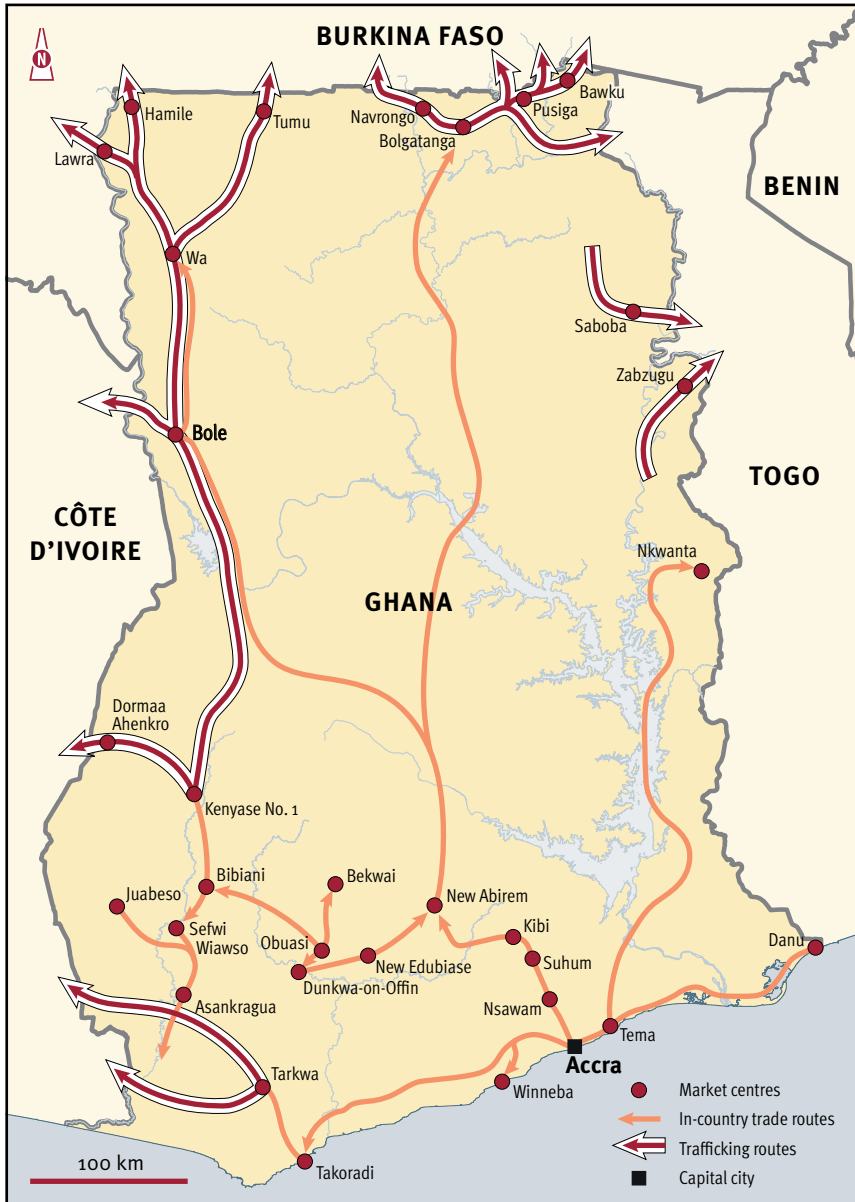 BURKINA FASO
N
Hamile
Tumu
Navrongo
Bolgatanga
Pusiga
Bawku
Lawra
BENIN
Wa
Saboba
Zabzugu
Bole
TOGO
CÔTE
D'IVOIRE
Nkwanta
GHANA
Dormaa
Ahenkro
Kenyase No. 1
Bibiani
Bekwai
Juabeso
New Abirem
Sefwi
Wiawso
Obuasi
Kibi
Danu
New Edubiase
Suhum
Dunkwa-on-Offin
Asankragua
Nsawam
Tema
Accra
Tarkwa
Winneba
Market centres
In-country trade routes
Trafficking routes
100 km
Takoradi
Capital city